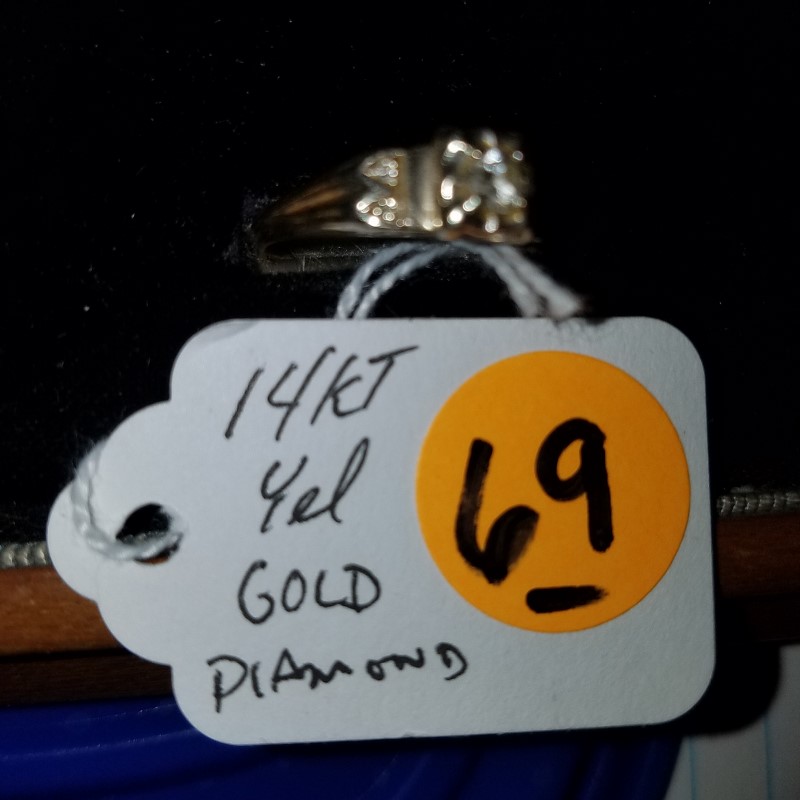 14KT
Yel
GOLD
DIAMOND
69